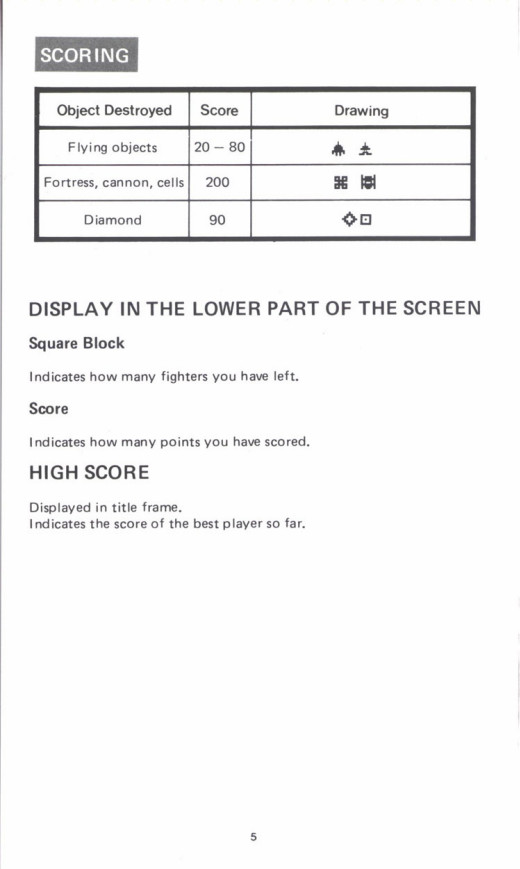 SCORING
Object Destroyed Score Drawing
Flying objects 20 – 80
Fortress, cannon, cells 200
Diamond 90
DISPLAY IN THE LOWER PART OF THE SCREEN
Square Block
Indicates how many fighters you have left.
Score
Indicates how many points you have scored.
HIGH SCORE
Displayed in title frame.
Indicates the score of the best player so far.
5